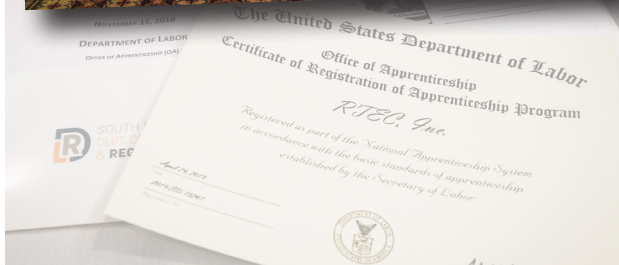 NOVEMBER 13, 2018
DEPARTMENT OF LABOR
OFFICE OF APPRENTICESHIP (OA)
SOUTH
DEPT. O
& REG
The United States Department of Labor
Office of Apprenticeship
Certificate of Registration of Apprenticeship Program
RTEC, Inc.
Registered as part of the National Apprenticeship System
in accordance with the basic standards of apprenticeship
established by the Secretary of Labor